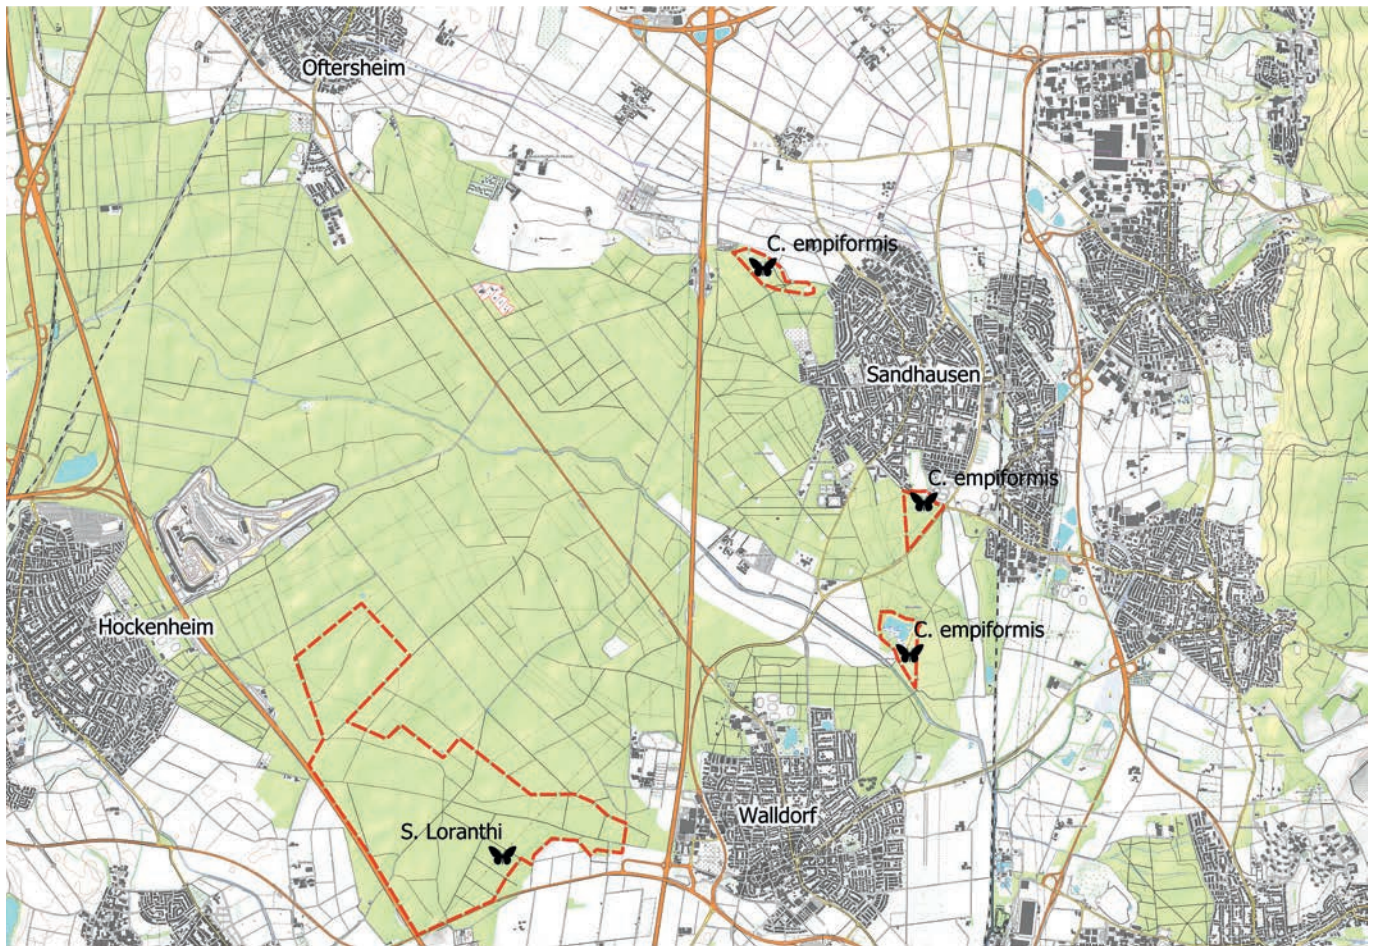 Oftersheim
C. empiformis
Sandhausen
C. empiformis
Hockenheim
C. empiformis
Walldorf
S. Loranthi